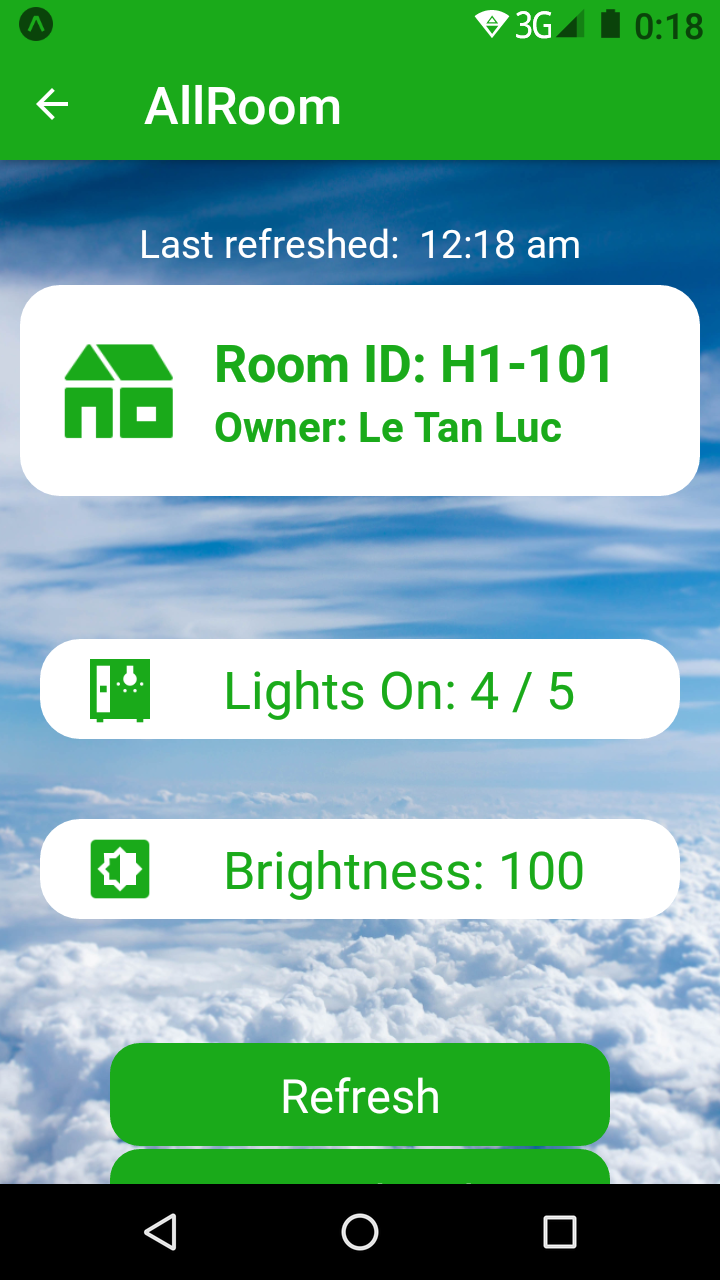 3G 0:18
AllRoom
Last refreshed: 12:18 am
Room ID: H1-101
Owner: Le Tan Luc
Lights On: 4 / 5
Brightness: 100
Refresh